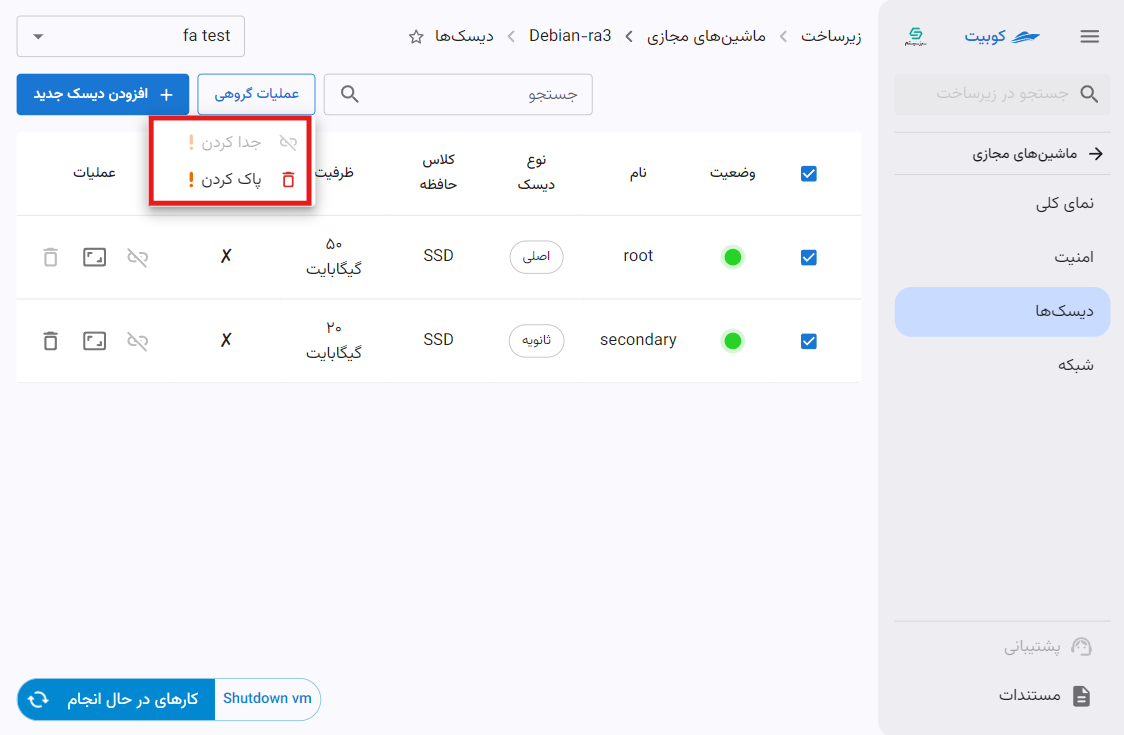 کوبیت
جستجو در زیرساخت
ماشین‌های مجازی
نمای کلی
امنیت
دیسک‌ها
شبکه
پشتیبانی
مستندات
زیرساخت
ماشین‌های مجازی
Debian-ra3
دیسک‌ها
fa test
جستجو
عملیات گروهی
افزودن دیسک جدید
جدا کردن !
پاک کردن !
وضعیت
نام
نوع
دیسک
کلاس
حافظه
ظرفیت
عملیات
root
اصلی
SSD
۵۰
گیگابایت
✗
secondary
ثانویه
SSD
۲۰
گیگابایت
✗
Shutdown vm
کارهای در حال انجام